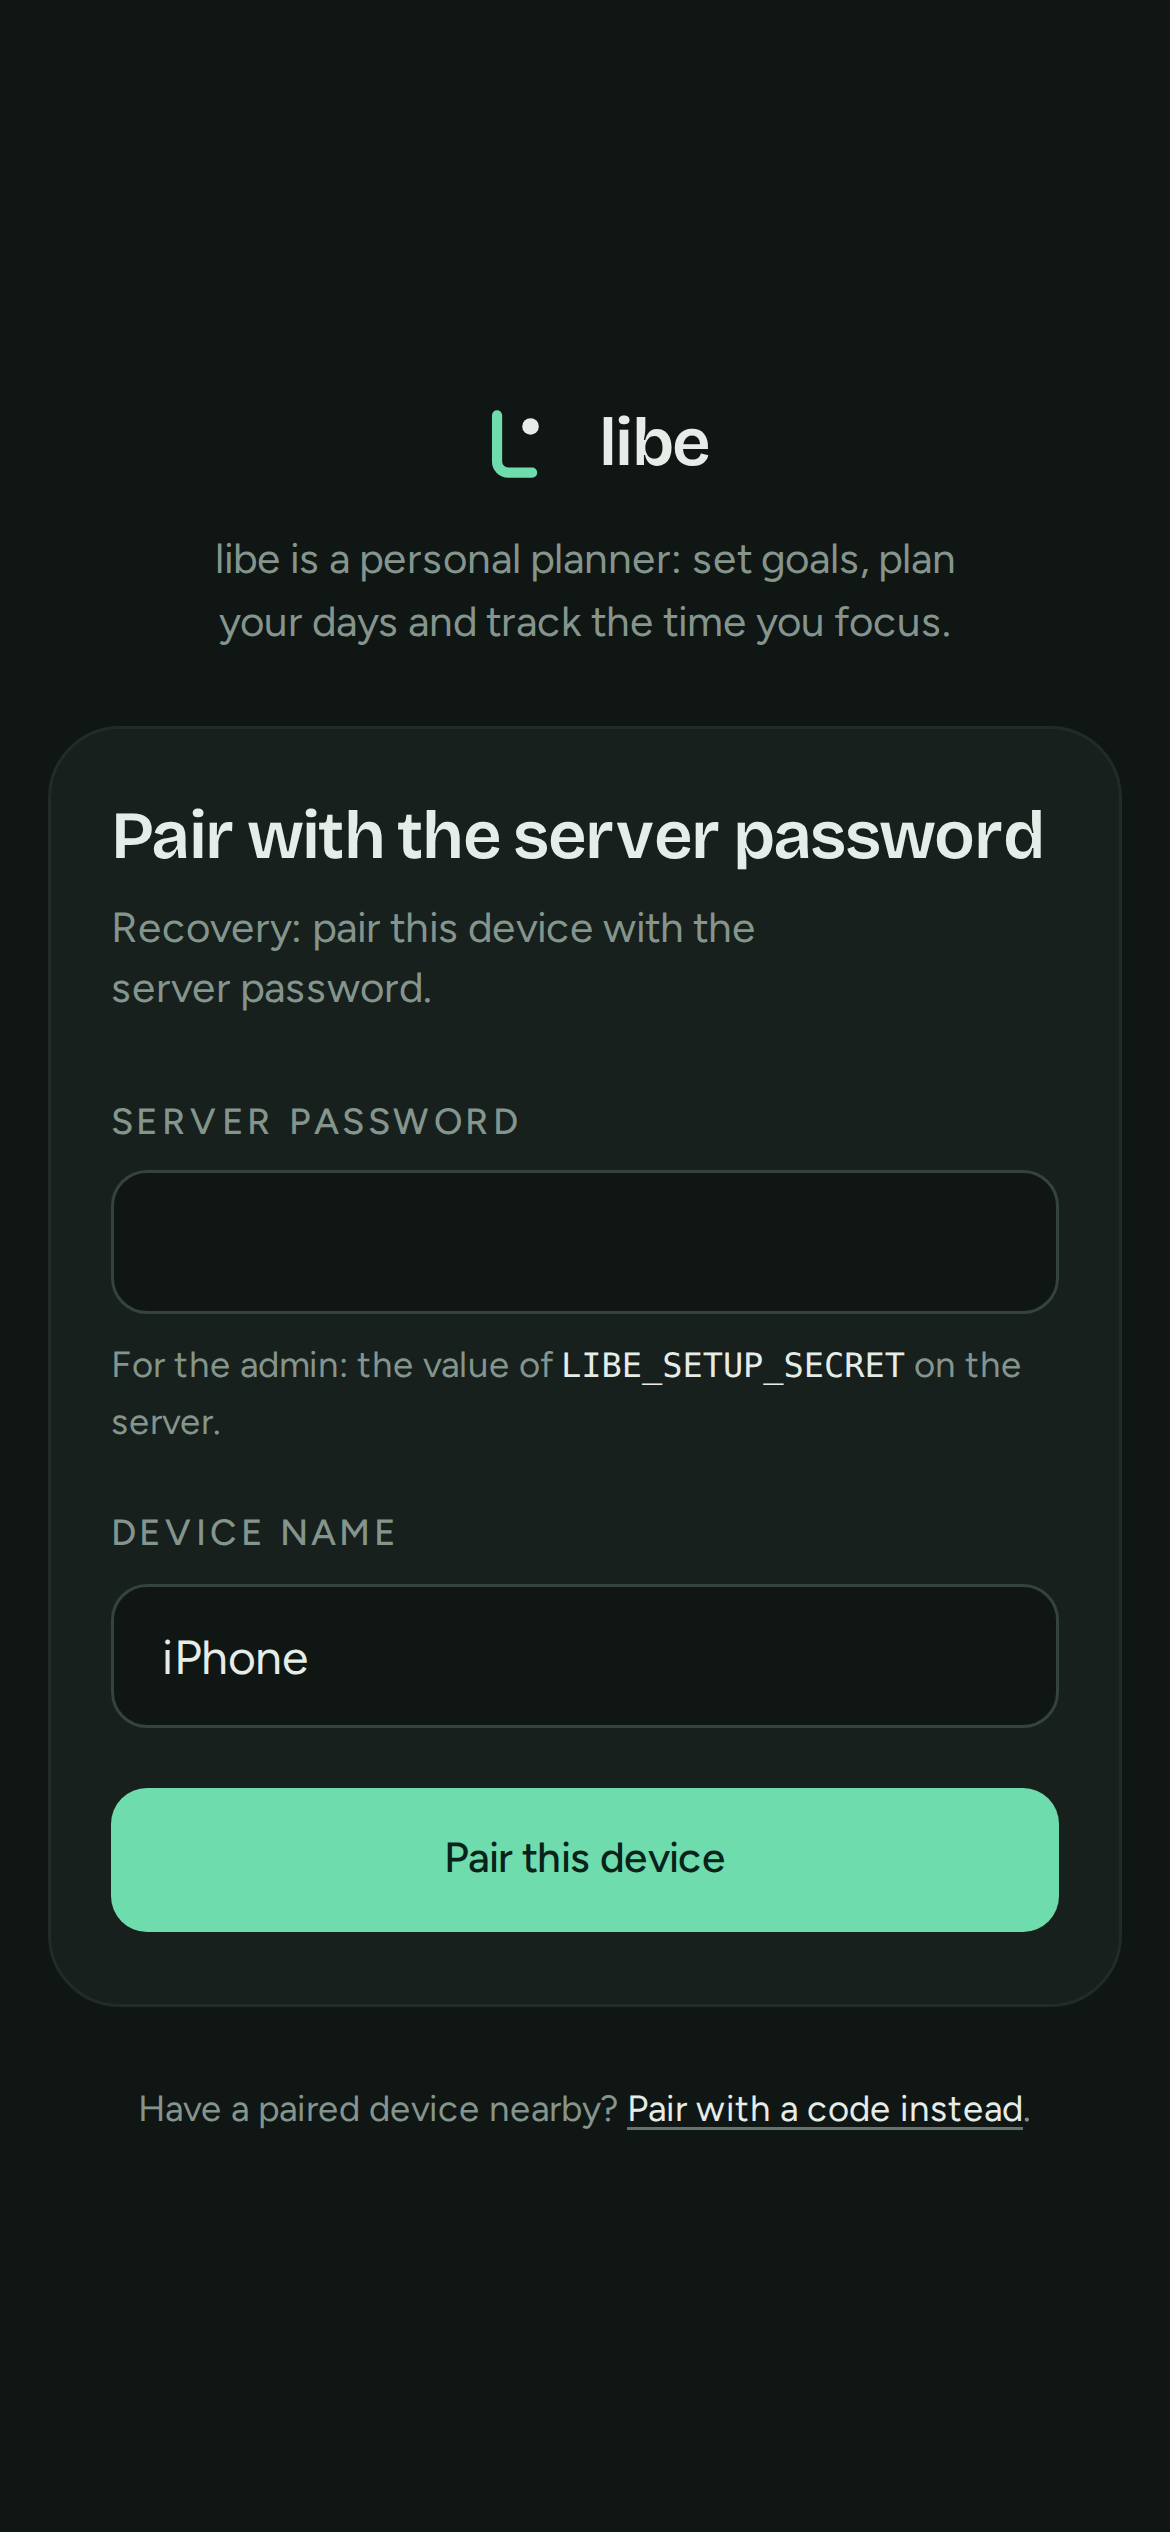 libe
libe is a personal planner: set goals, plan
your days and track the time you focus.
Pair with the server password
Recovery: pair this device with the
server password.
SERVER PASSWORD
For the admin: the value of LIBE_SETUP_SECRET on the
server.
DEVICE NAME
iPhone
Pair this device
Have a paired device nearby? Pair with a code instead.